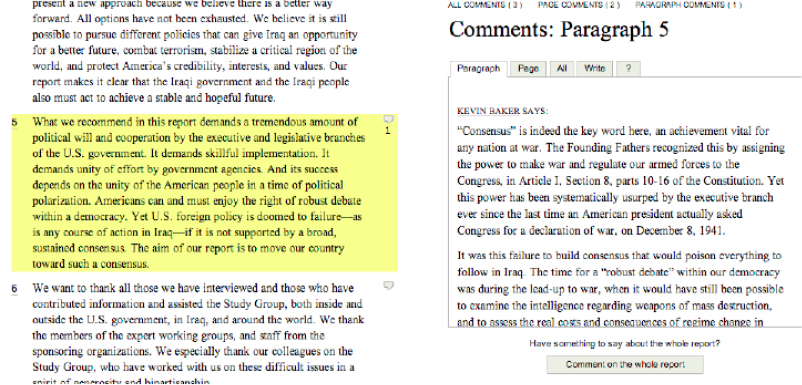 present a new approach because we believe there is a better way
forward. All options have not been exhausted. We believe it is still
possible to pursue different policies that can give Iraq an opportunity
for a better future, combat terrorism, stabilize a critical region of the
world, and protect America's credibility, interests, and values. Our
report makes it clear that the Iraqi government and the Iraqi people
also must act to achieve a stable and hopeful future.
5 What we recommend in this report demands a tremendous amount of
political will and cooperation by the executive and legislative branches
of the U.S. government. It demands skillful implementation. It
demands unity of effort by government agencies. And its success
depends on the unity of the American people in a time of political
polarization. Americans can and must enjoy the right of robust debate
within a democracy. Yet U.S. foreign policy is doomed to failure—as
is any course of action in Iraq—if it is not supported by a broad,
sustained consensus. The aim of our report is to move our country
toward such a consensus.
1
6 We want to thank all those we have interviewed and those who have
contributed information and assisted the Study Group, both inside and
outside the U.S. government, in Iraq, and around the world. We thank
the members of the expert working groups, and staff from the
sponsoring organizations. We especially thank our colleagues on the
Study Group, who have worked with us on these difficult issues in a
spirit of generosity and bipartisanship.
ALL COMMENTS ( 3 ) PAGE COMMENTS ( 2 ) PARAGRAPH COMMENTS ( 1 )
Comments: Paragraph 5
Paragraph Page All Write ?
KEVIN BAKER SAYS:
“Consensus” is indeed the key word here, an achievement vital for
any nation at war. The Founding Fathers recognized this by assigning
the power to make war and regulate our armed forces to the
Congress, in Article I, Section 8, parts 10-16 of the Constitution. Yet
this power has been systematically usurped by the executive branch
ever since the last time an American president actually asked
Congress for a declaration of war, on December 8, 1941.
It was this failure to build consensus that would poison everything to
follow in Iraq. The time for a “robust debate” within our democracy
was during the lead-up to war, when it would have still been possible
to examine the intelligence regarding weapons of mass destruction,
and to assess the real costs and consequences of regime change in
Have something to say about the whole report?
Comment on the whole report